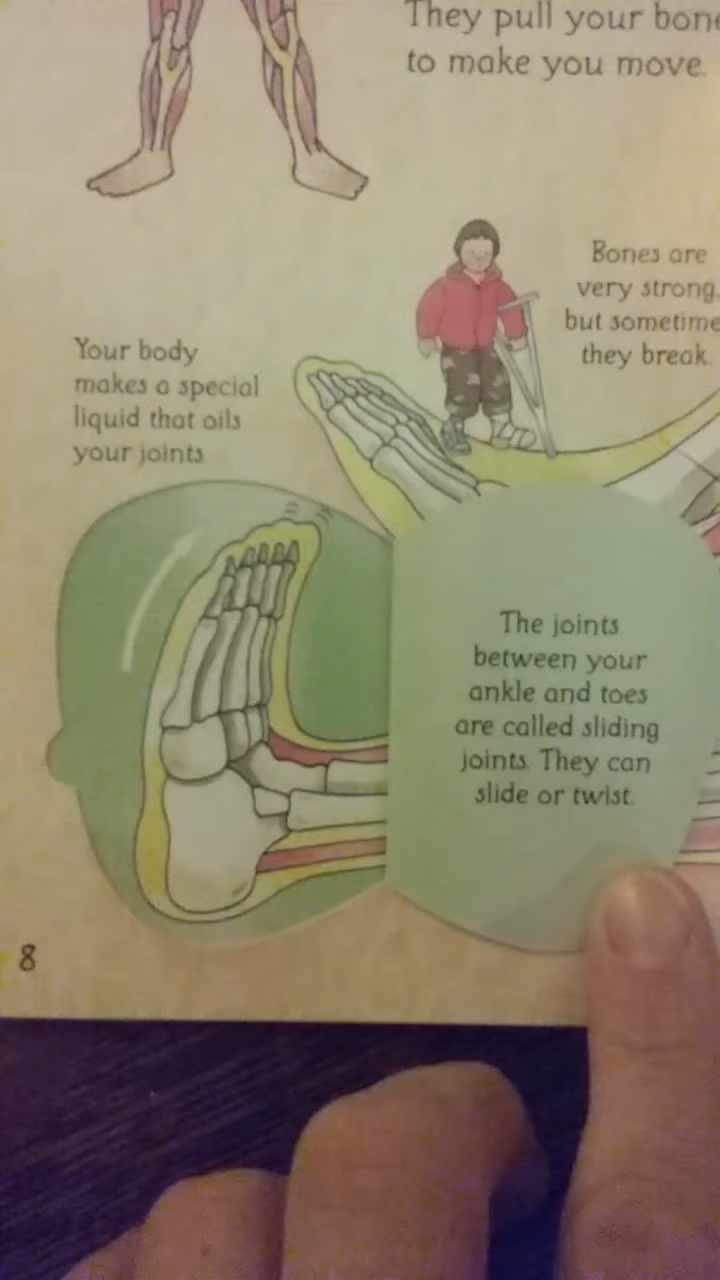 They pull your bone
to make you move.
Bones are
very strong,
but sometime
they break.
Your body
makes a special
liquid that oils
your joints.
The joints
between your
ankle and toes
are called sliding
joints. They can
slide or twist.
8